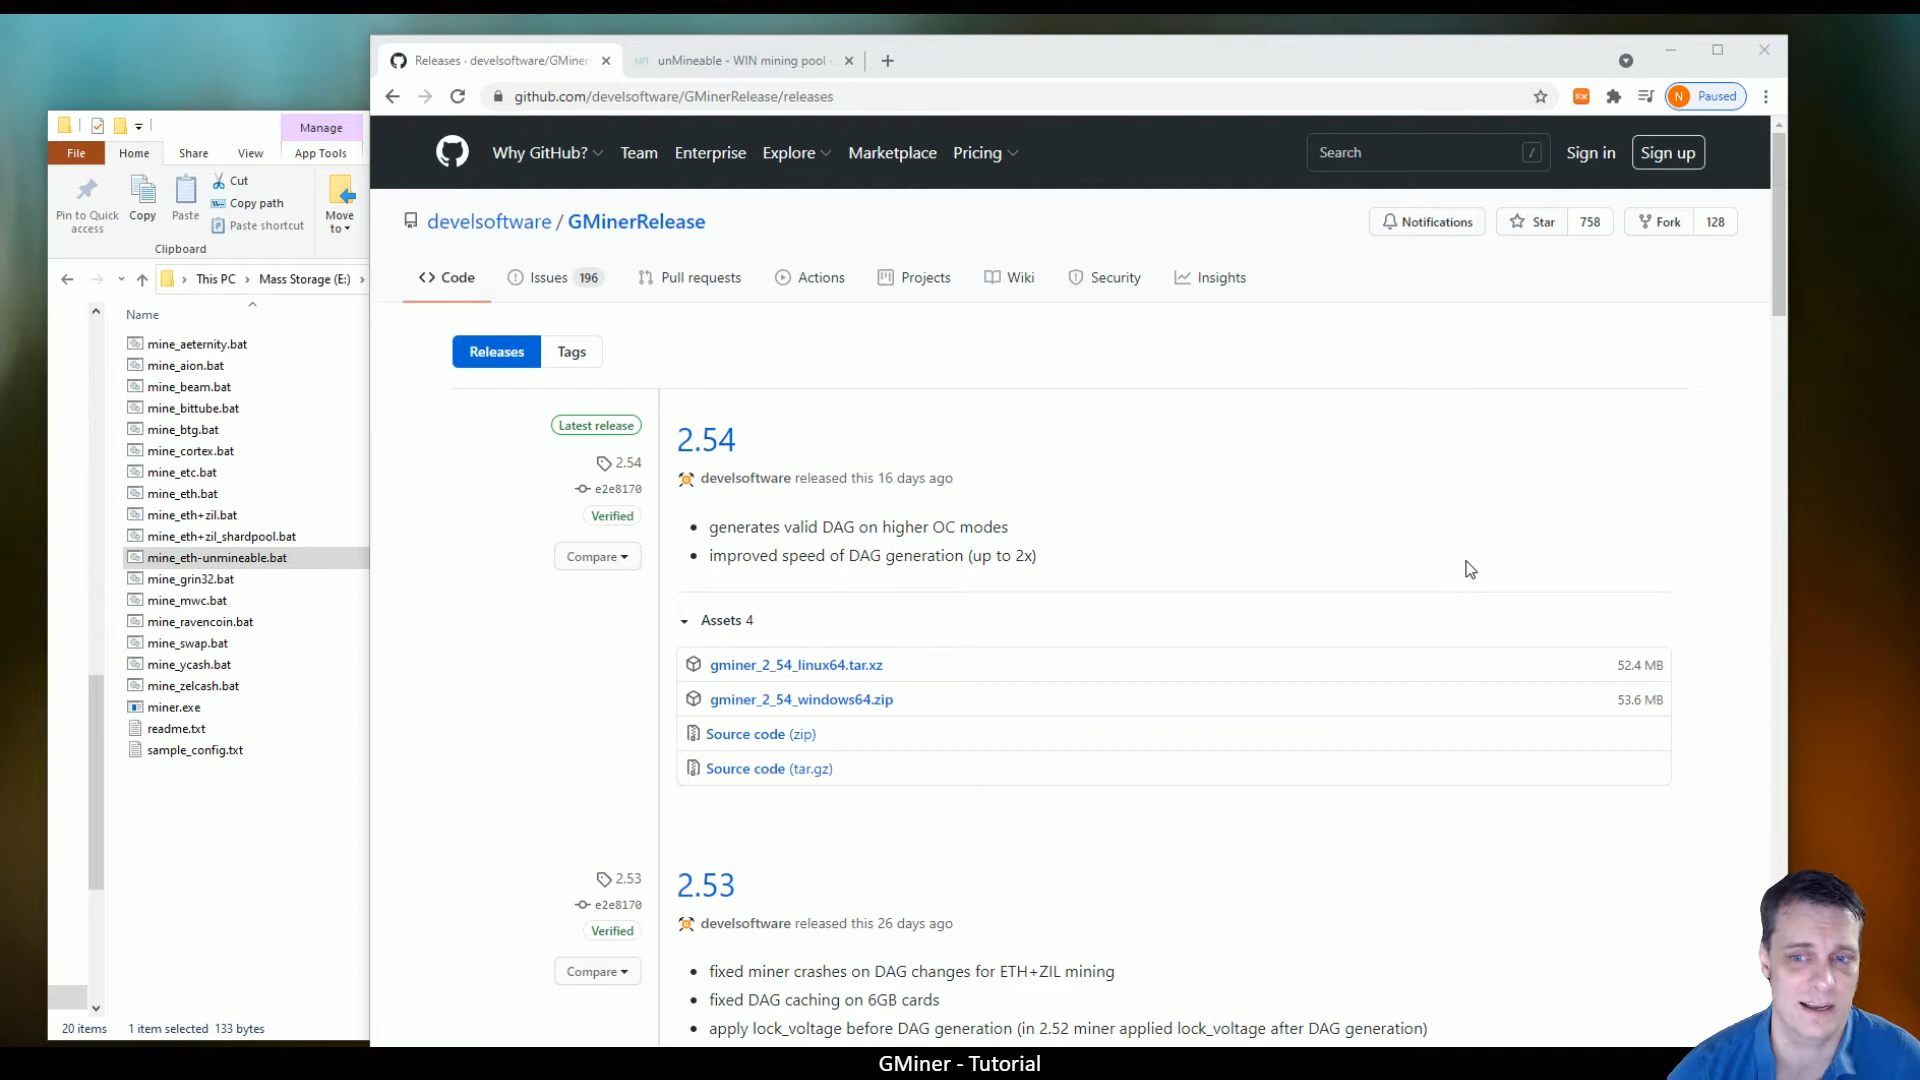 Releases · develsoftware/GMiner
unMineable - WIN mining pool
github.com/develsoftware/GMinerRelease/releases
N Paused
Manage
File Home Share View App Tools
Pin to Quick access
Copy
Paste
Cut
Copy path
Paste shortcut
Move to
Clipboard
This PC Mass Storage (E:)
Name
mine_aeternity.bat
mine_aion.bat
mine_beam.bat
mine_bittube.bat
mine_btg.bat
mine_cortex.bat
mine_etc.bat
mine_eth.bat
mine_eth+zil.bat
mine_eth+zil_shardpool.bat
mine_eth-unmineable.bat
mine_grin32.bat
mine_mwc.bat
mine_ravencoin.bat
mine_swap.bat
mine_ycash.bat
mine_zelcash.bat
miner.exe
readme.txt
sample_config.txt
20 items 1 item selected 133 bytes
Why GitHub? Team Enterprise Explore Marketplace Pricing Search / Sign in Sign up
develsoftware / GMinerRelease
Notifications Star 758 Fork 128
Code Issues 196 Pull requests Actions Projects Wiki Security Insights
Releases Tags
Latest release
2.54
e2e8170
Verified
Compare
2.54
develsoftware released this 16 days ago
• generates valid DAG on higher OC modes
• improved speed of DAG generation (up to 2x)
Assets 4
gminer_2_54_linux64.tar.xz 52.4 MB
gminer_2_54_windows64.zip 53.6 MB
Source code (zip)
Source code (tar.gz)
2.53
e2e8170
Verified
Compare
2.53
develsoftware released this 26 days ago
• fixed miner crashes on DAG changes for ETH+ZIL mining
• fixed DAG caching on 6GB cards
• apply lock_voltage before DAG generation (in 2.52 miner applied lock_voltage after DAG generation)
GMiner - Tutorial